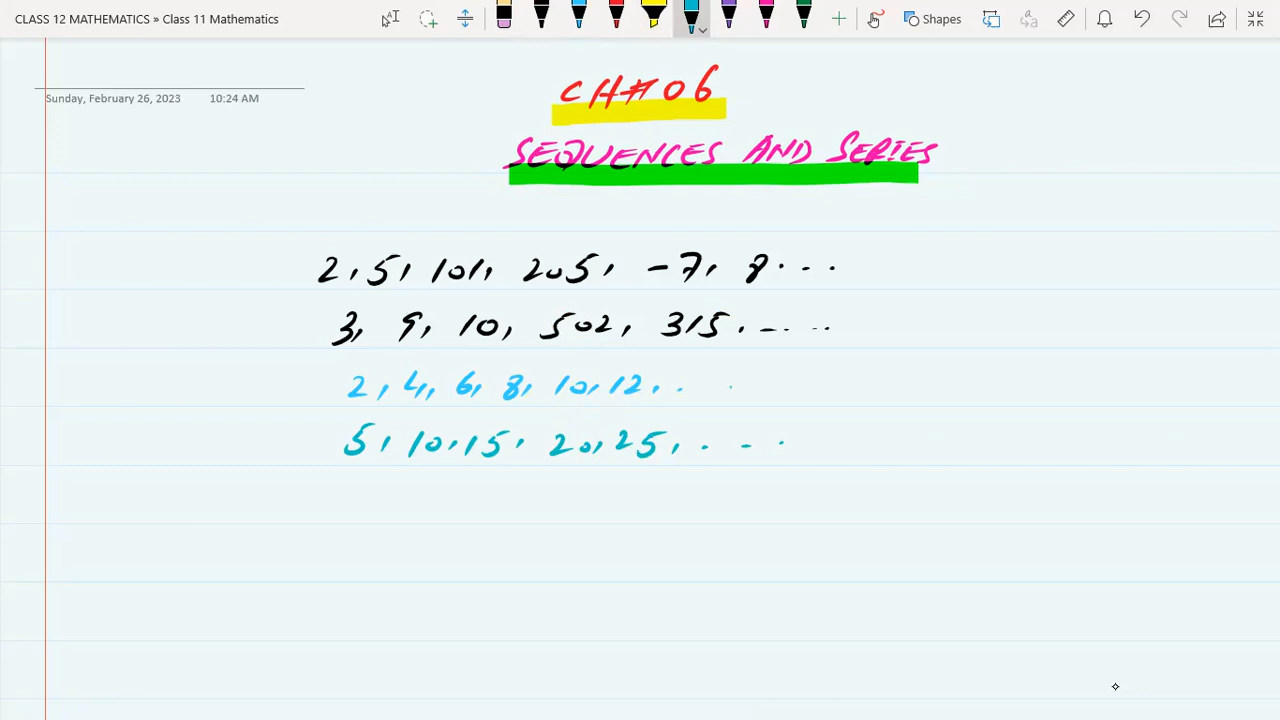 CLASS 12 MATHEMATICS » Class 11 Mathematics
Shapes
Sunday, February 26, 2023 10:24 AM
CH#06
SEQUENCES AND SERIES
2, 5, 101, 205, -7, 8...
3, 9, 10, 502, 315, ....
2, 4, 6, 8, 10, 12, ..
5, 10, 15, 20, 25, ...